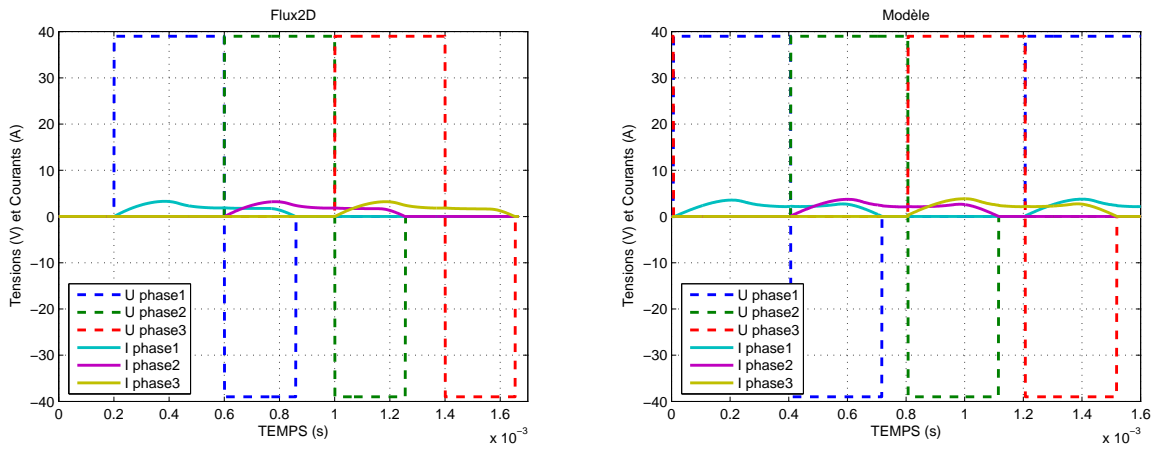 Flux2D
Tensions (V) et Courants (A)
40
30
20
10
0
−10
−20
−30
−40
U phase1
U phase2
U phase3
I phase1
I phase2
I phase3
0 0.2 0.4 0.6 0.8 1 1.2 1.4 1.6
TEMPS (s)
x 10−3
Modèle
Tensions (V) et Courants (A)
40
30
20
10
0
−10
−20
−30
−40
U phase1
U phase2
U phase3
I phase1
I phase2
I phase3
0 0.2 0.4 0.6 0.8 1 1.2 1.4 1.6
TEMPS (s)
x 10−3